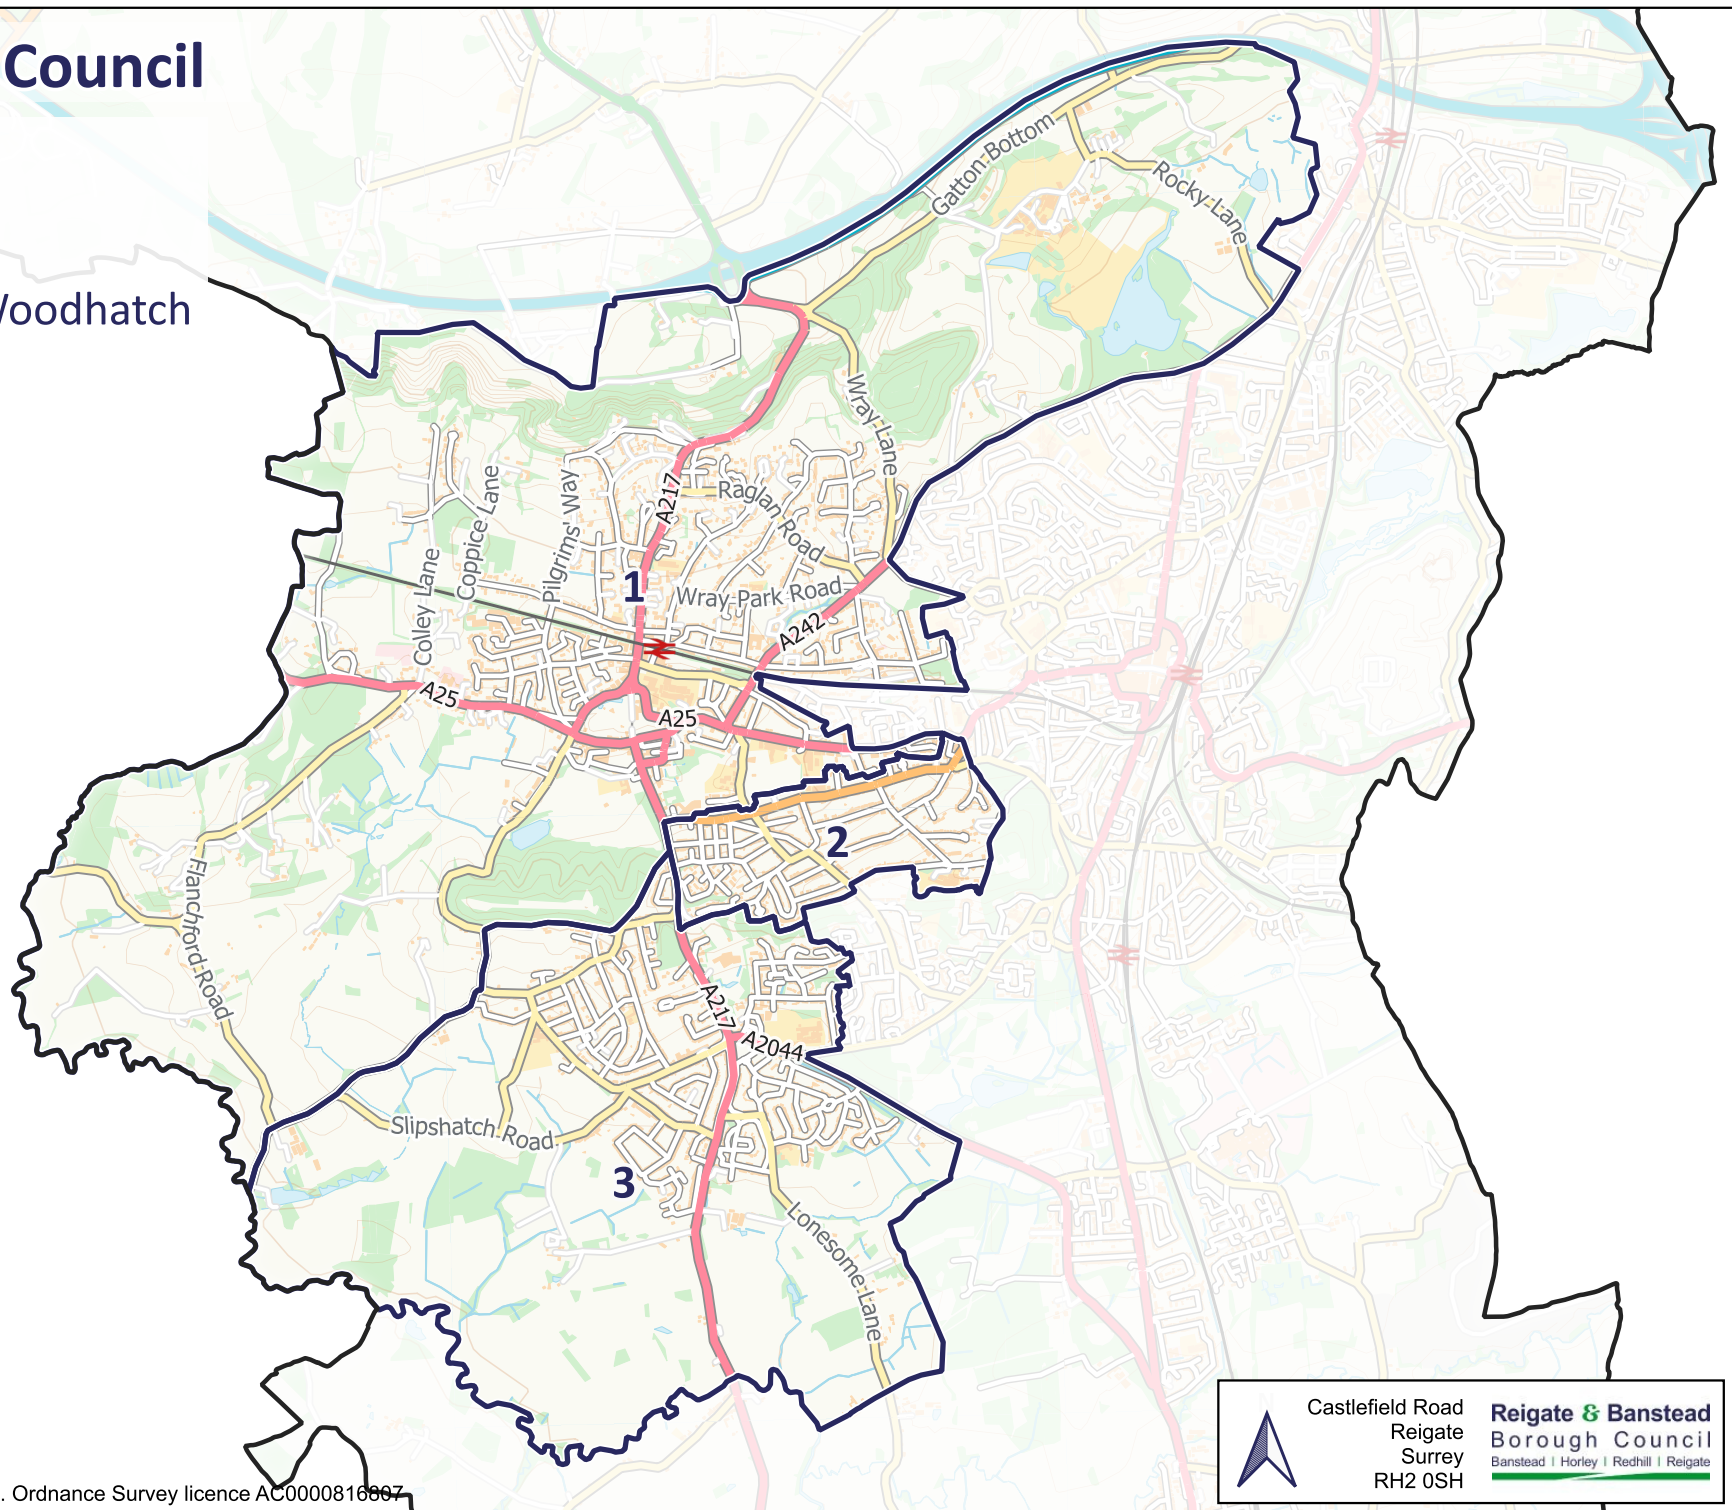 Council
Woodhatch
Gatton Bottom
Rocky Lane
Wray Lane
A217
Raglan Road
Coppice Lane
Pilgrims' Way
Colley Lane
1
Wray Park Road
A242
A25
A25
2
Flanchford Road
A217
A2044
Slipshatch Road
3
Lonesome Lane
Castlefield Road
Reigate
Surrey
RH2 0SH
Reigate & Banstead
Borough Council
Banstead | Horley | Redhill | Reigate
. Ordnance Survey licence AC0000816807